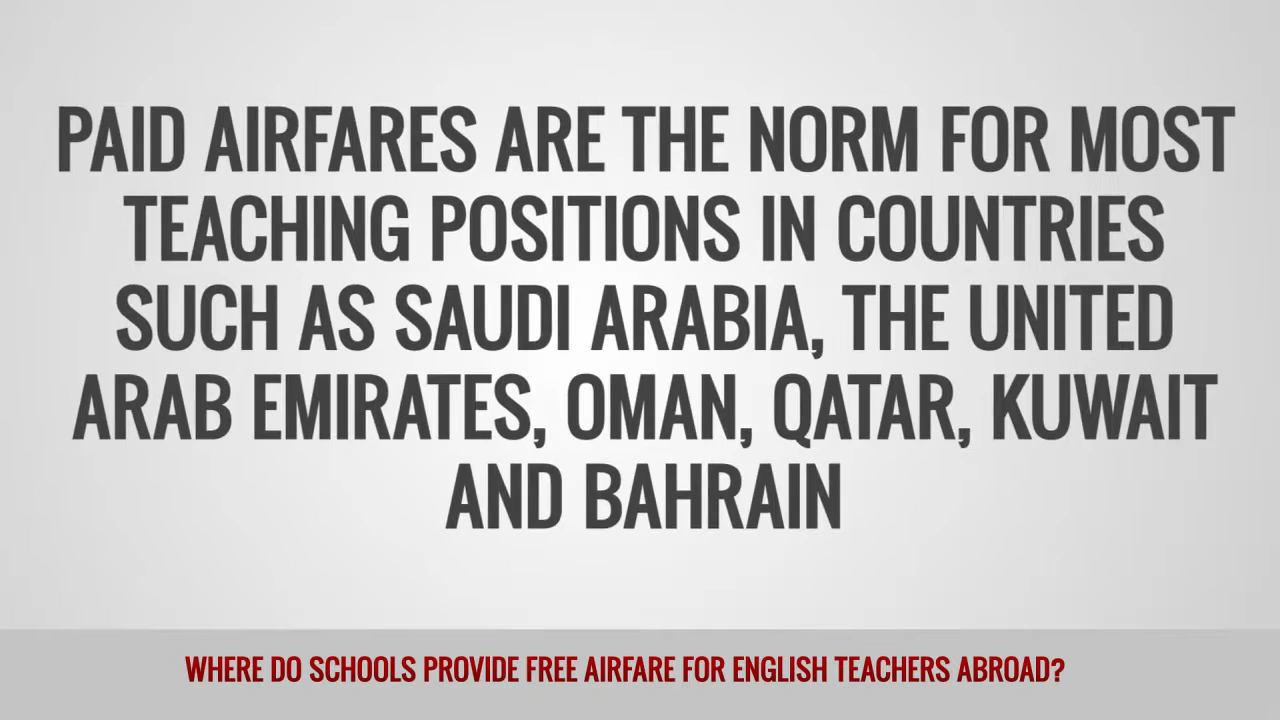 PAID AIRFARES ARE THE NORM FOR MOST
TEACHING POSITIONS IN COUNTRIES
SUCH AS SAUDI ARABIA, THE UNITED
ARAB EMIRATES, OMAN, QATAR, KUWAIT
AND BAHRAIN
WHERE DO SCHOOLS PROVIDE FREE AIRFARE FOR ENGLISH TEACHERS ABROAD?